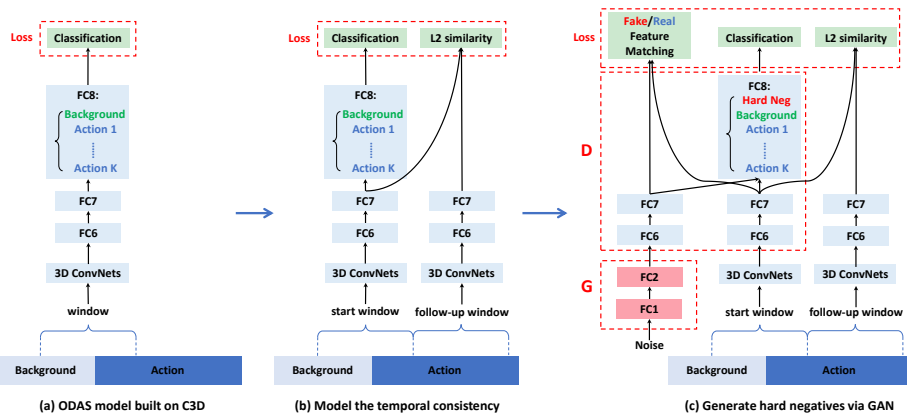 Loss
Classification
FC8:
Background
Action 1
Action K
FC7
FC6
3D ConvNets
window
Background
Action
(a) ODAS model built on C3D
Loss
Classification
L2 similarity
FC8:
Background
Action 1
Action K
FC7
FC7
FC6
FC6
3D ConvNets
3D ConvNets
start window
follow-up window
Background
Action
(b) Model the temporal consistency
Loss
Fake/Real
Feature
Matching
Classification
L2 similarity
D
FC8:
Hard Neg
Background
Action 1
Action K
FC7
FC7
FC7
FC6
FC6
FC6
G
FC2
3D ConvNets
3D ConvNets
FC1
start window
follow-up window
Noise
Background
Action
(c) Generate hard negatives via GAN